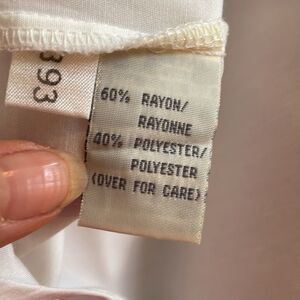 393
60% RAYON/
RAYONNE
40% POLYESTER/
POLYESTER
(OVER FOR CARE)